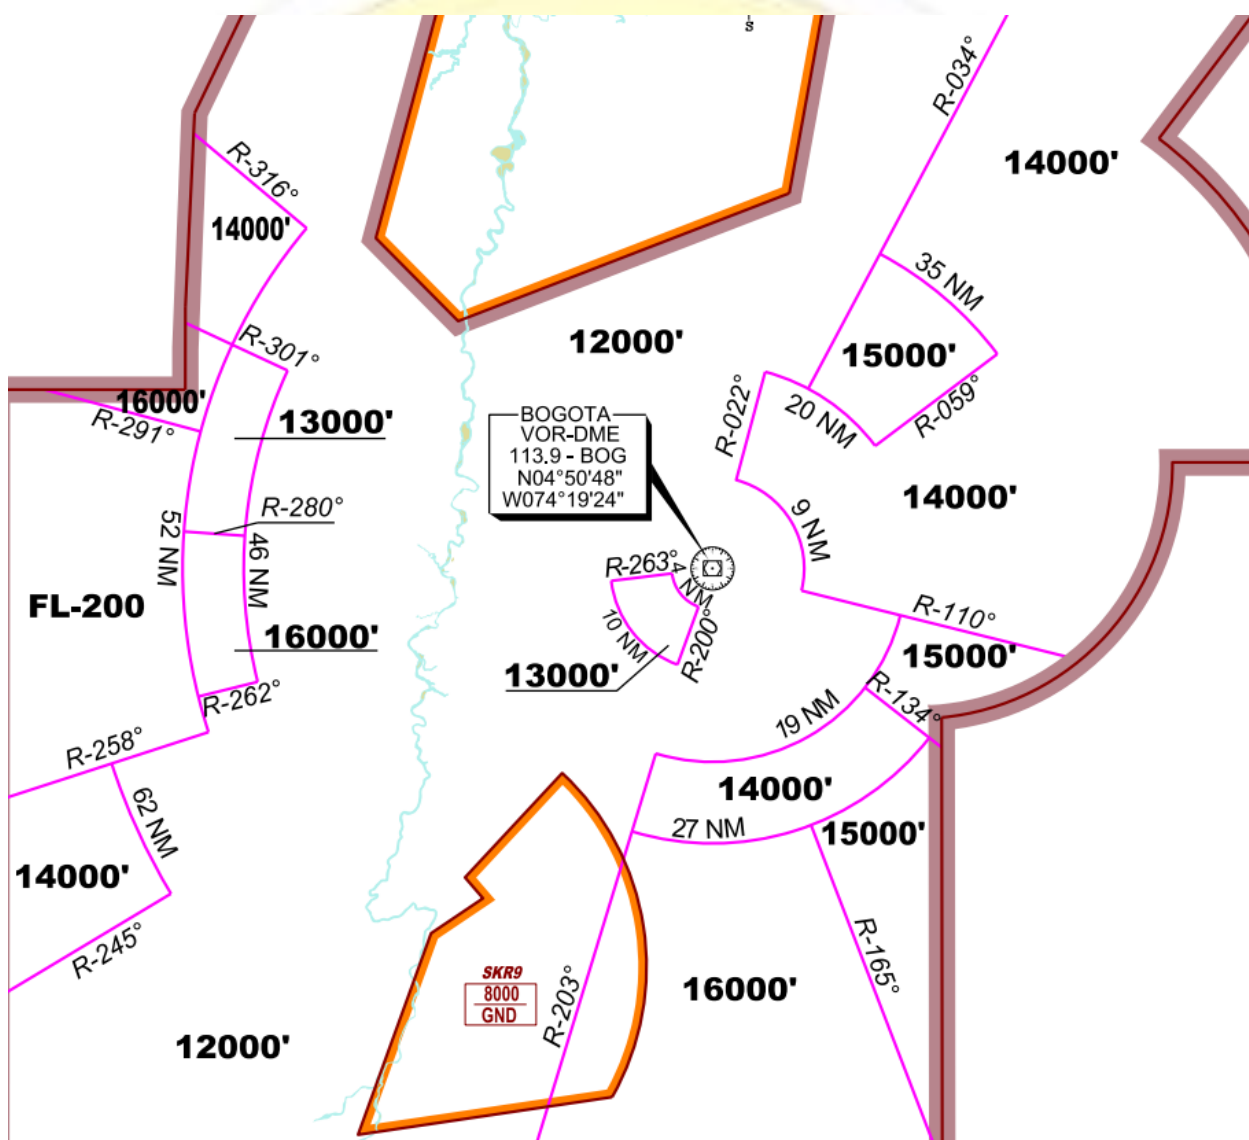 s
R-034°
14000'
R-316°
14000'
35 NM
R-301°
12000'
15000'
R-059°
R-022°
20 NM
16000'
R-291°
13000'
BOGOTA
VOR-DME
113.9 - BOG
N04°50'48"
W074°19'24"
14000'
R-280°
9 NM
52 NM
46 NM
R-263°
4 NM
FL-200
16000'
10 NM
R-200°
R-110°
15000'
13000'
R-262°
R-134°
19 NM
R-258°
14000'
62 NM
27 NM
15000'
14000'
R-245°
R-165°
SKR9
8000
GND
16000'
R-203°
12000'